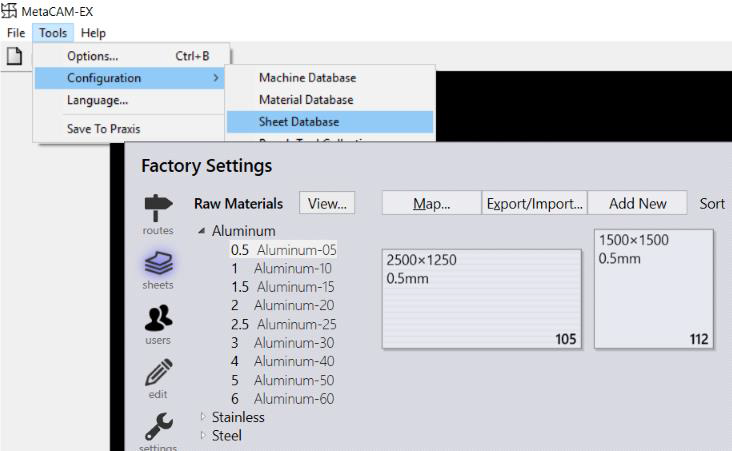 MetaCAM-EX
File Tools Help
Options... Ctrl+B
Configuration >
Language...
Save To Praxis
Machine Database
Material Database
Sheet Database
Factory Settings
routes
sheets
users
edit
settings
Raw Materials View...
Map... Export/Import... Add New Sort
Aluminum
0.5 Aluminum-05
1 Aluminum-10
1.5 Aluminum-15
2 Aluminum-20
2.5 Aluminum-25
3 Aluminum-30
4 Aluminum-40
5 Aluminum-50
6 Aluminum-60
Stainless
Steel
2500×1250
0.5mm
105
1500×1500
0.5mm
112